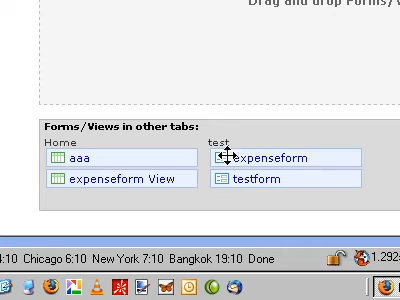 Drag and drop Forms/
Forms/Views in other tabs:
Home test
aaa expenseform
expenseform View testform
4:10 Chicago 6:10 New York 7:10 Bangkok 19:10 Done 1.292